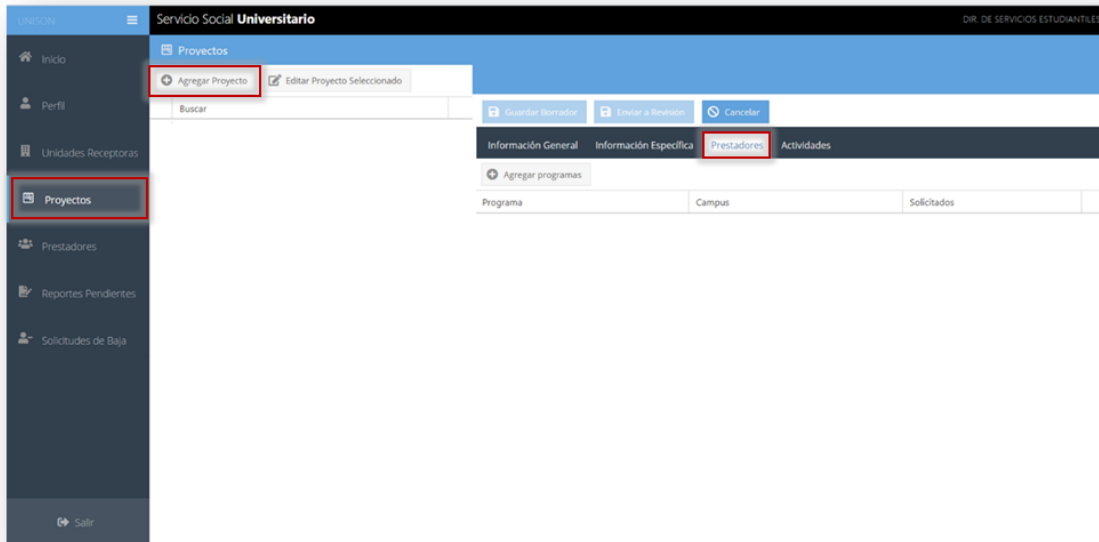 UNISON
Servicio Social Universitario
DIR. DE SERVICIOS ESTUDIANTILES
Inicio
Perfil
Unidades Receptoras
Proyectos
Prestadores
Reportes Pendientes
Solicitudes de Baja
Salir
Proyectos
Agregar Proyecto
Editar Proyecto Seleccionado
Buscar
Guardar Borrador
Enviar a Revisión
Cancelar
Información General
Información Específica
Prestadores
Actividades
Agregar programas
Programa
Campus
Solicitados